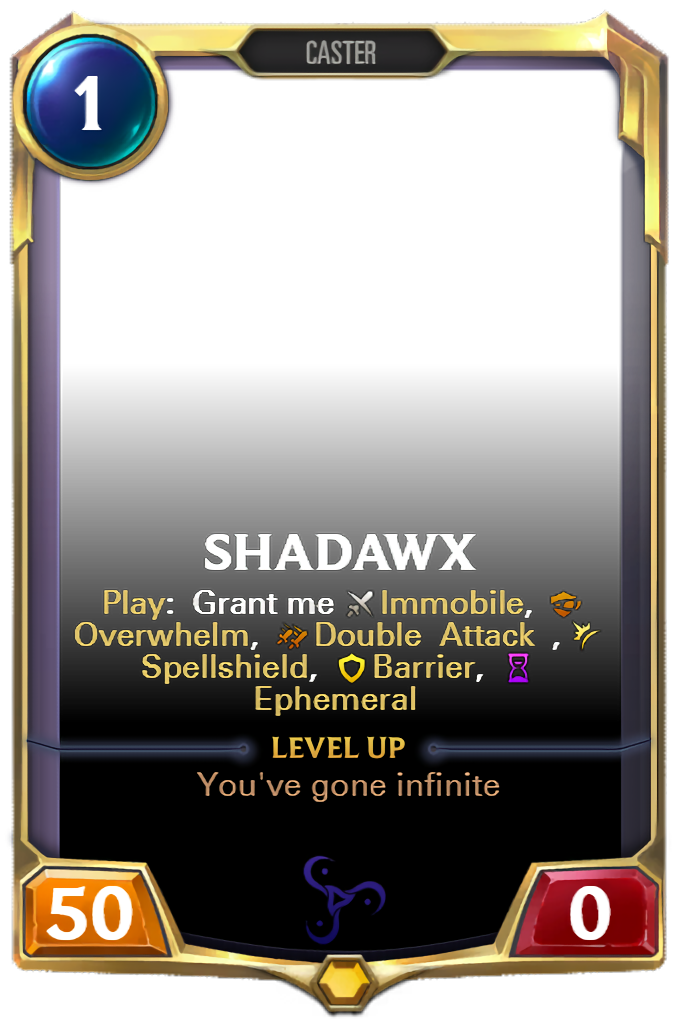 CASTER
1
SHADAWX
Play: Grant me Immobile,
Overwhelm, Double Attack ,
Spellshield, Barrier,
Ephemeral
LEVEL UP
You've gone infinite
50
0